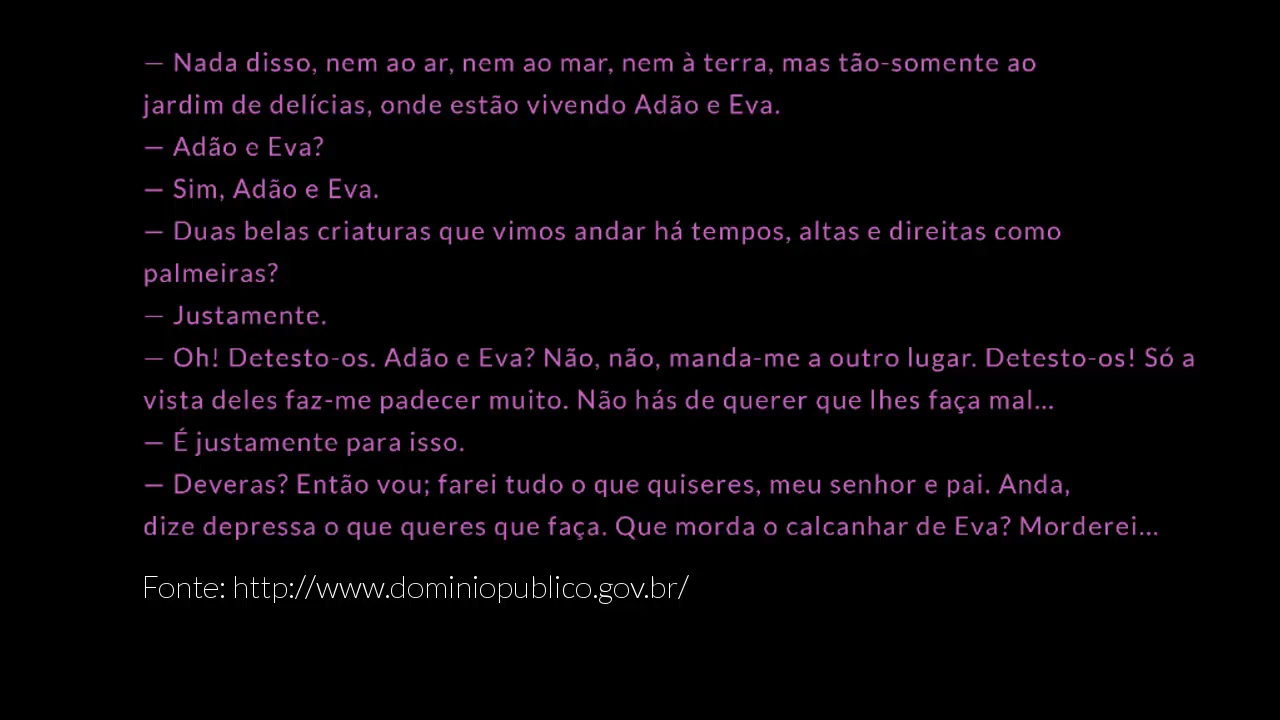 — Nada disso, nem ao ar, nem ao mar, nem à terra, mas tão-somente ao
jardim de delícias, onde estão vivendo Adão e Eva.
— Adão e Eva?
— Sim, Adão e Eva.
— Duas belas criaturas que vimos andar há tempos, altas e direitas como
palmeiras?
— Justamente.
— Oh! Detesto-os. Adão e Eva? Não, não, manda-me a outro lugar. Detesto-os! Só a
vista deles faz-me padecer muito. Não hás de querer que lhes faça mal...
— É justamente para isso.
— Deveras? Então vou; farei tudo o que quiseres, meu senhor e pai. Anda,
dize depressa o que queres que faça. Que morda o calcanhar de Eva? Morderei...
Fonte: http://www.dominiopublico.gov.br/